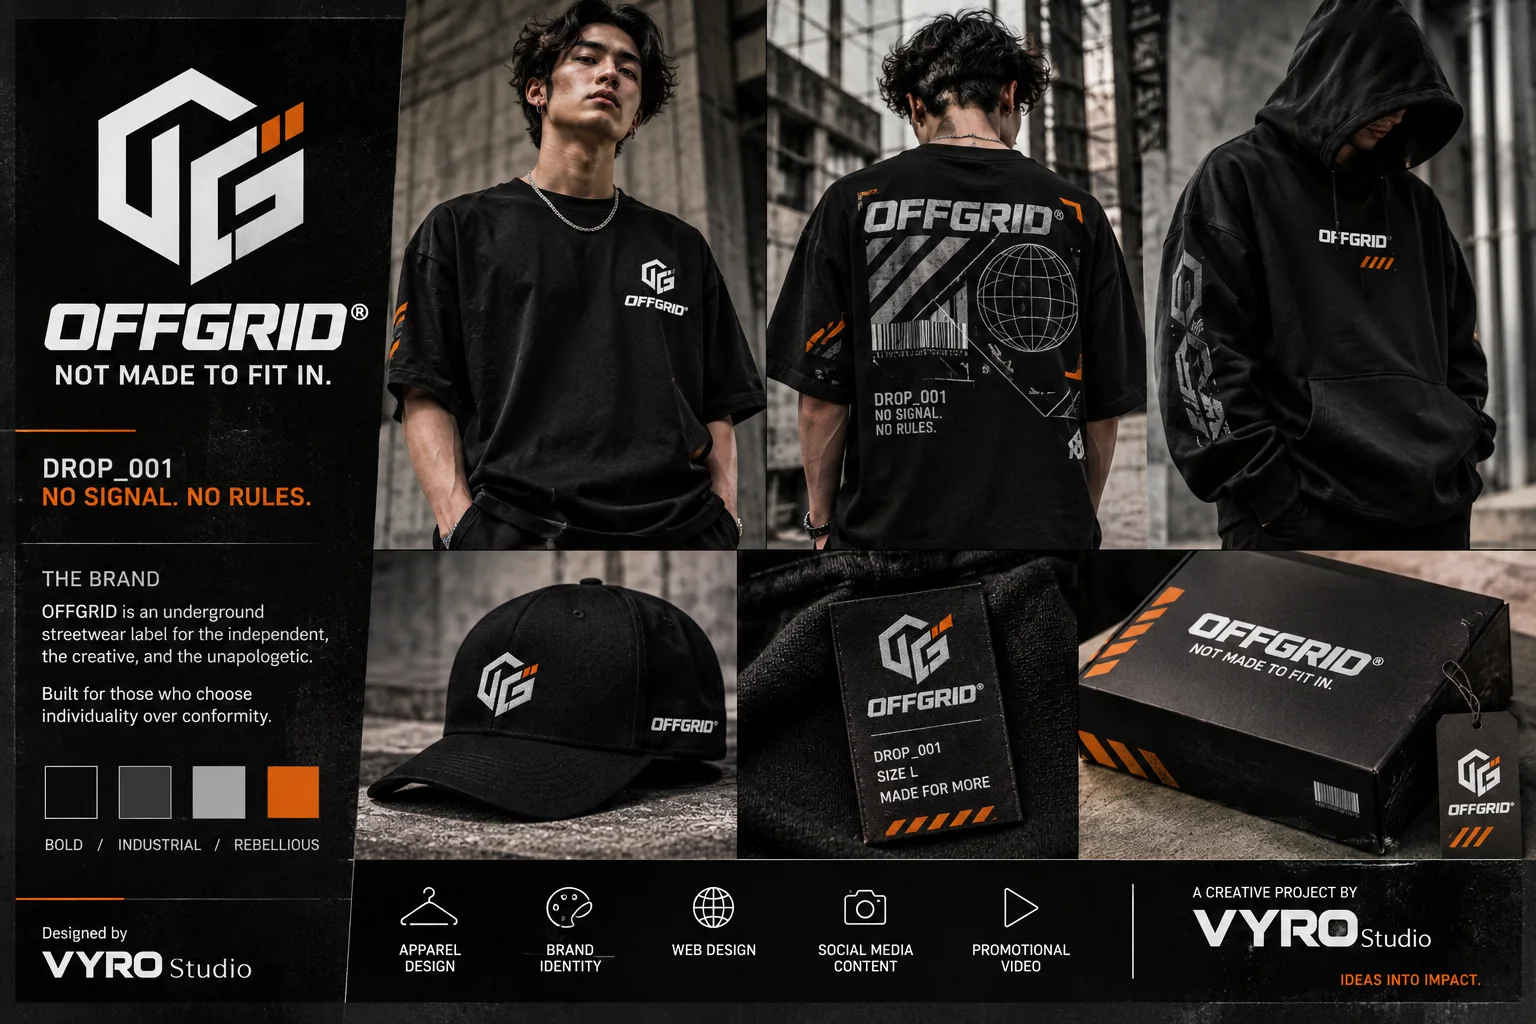 OFFGRID®
NOT MADE TO FIT IN.
DROP_001
NO SIGNAL. NO RULES.
THE BRAND
OFFGRID is an underground
streetwear label for the independent,
the creative, and the unapologetic.
Built for those who choose
individuality over conformity.
BOLD / INDUSTRIAL / REBELLIOUS
Designed by
VYRO Studio
OFFGRID®
OFFGRID®
DROP_001
NO SIGNAL.
NO RULES.
OFFGRID
OFFGRID®
OFFGRID®
DROP_001
SIZE L
MADE FOR MORE
OFFGRID®
NOT MADE TO FIT IN.
OFFGRID®
APPAREL
DESIGN
BRAND
IDENTITY
WEB DESIGN
SOCIAL MEDIA
CONTENT
PROMOTIONAL
VIDEO
A CREATIVE PROJECT BY
VYRO Studio
IDEAS INTO IMPACT.